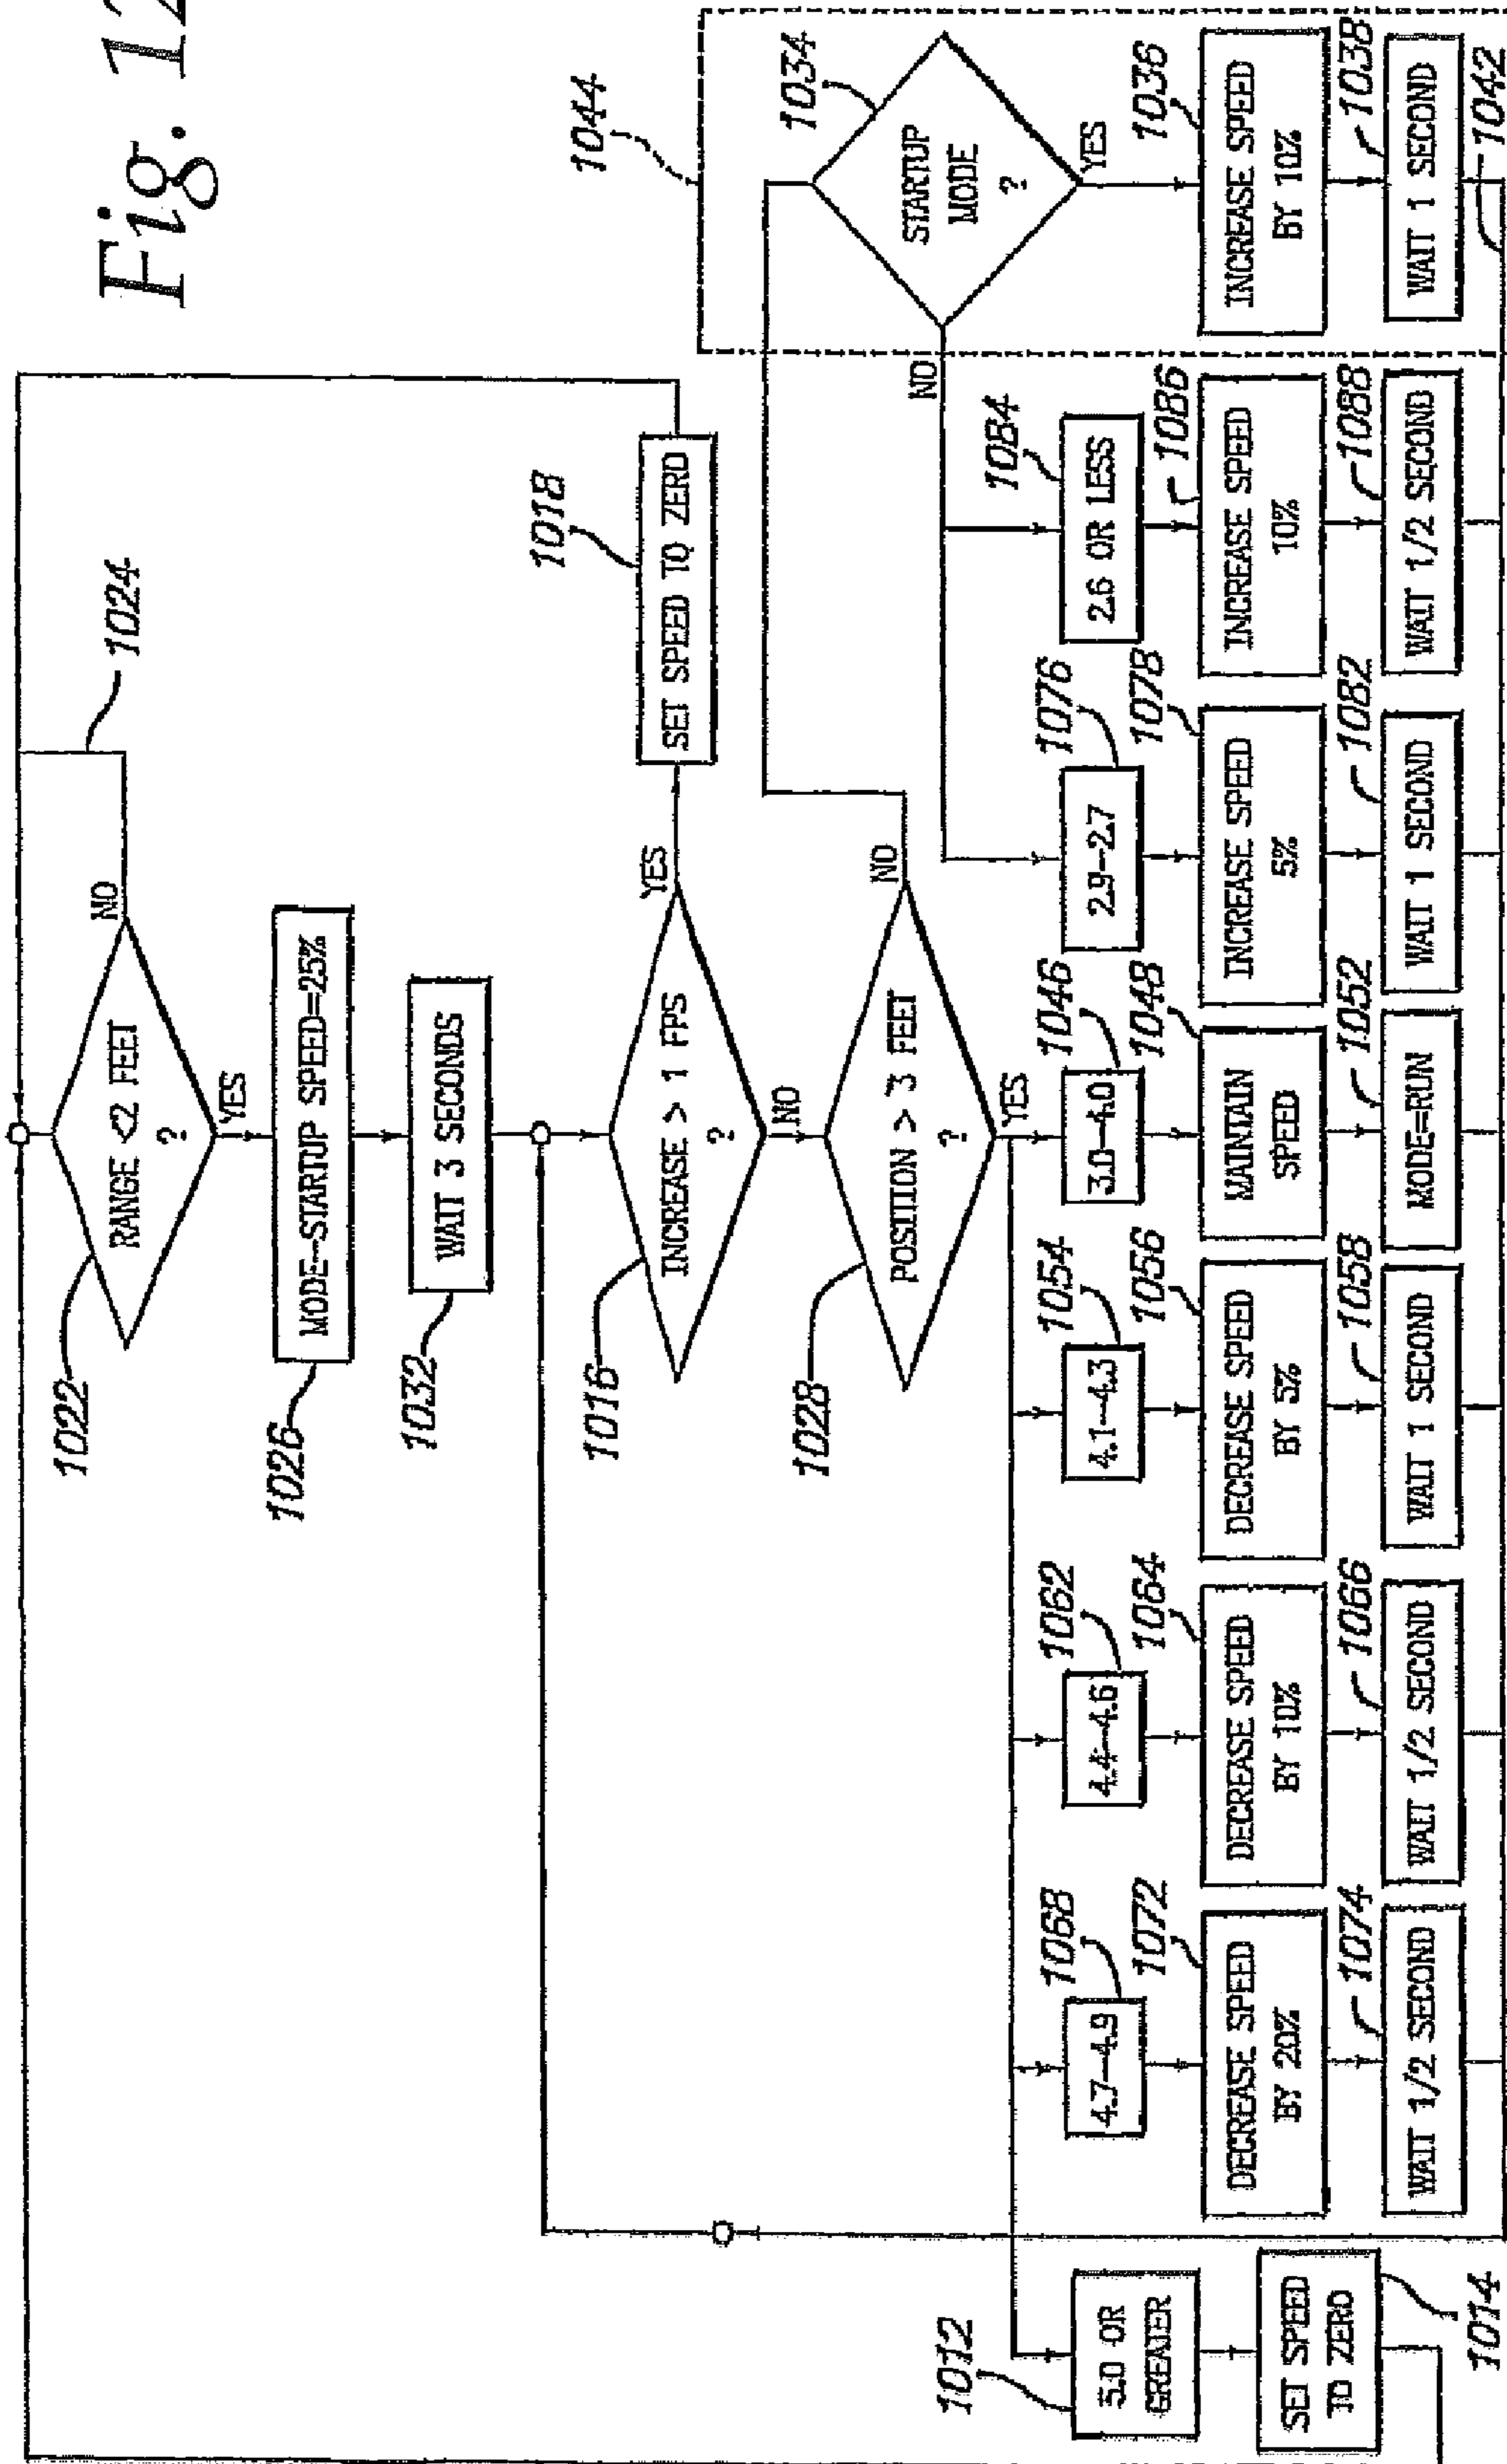 Fig. 12
1022
RANGE <2 FEET
?
NO
1024
YES
1026
MODE-STARTUP SPEED=25%
1032
WAIT 3 SECONDS
1016
INCREASE > 1 FPS
?
YES
1018
SET SPEED TO ZERO
NO
1028
POSITION > 3 FEET
?
NO
YES
1044
1034
STARTUP
MODE
?
NO
YES
1012
5.0 OR
GREATER
1068
4.7-4.9
1062
4.4-4.6
1054
4.1-4.3
1046
3.0-4.0
1076
2.9-2.7
1084
2.6 OR LESS
1072
DECREASE SPEED
BY 20%
1064
DECREASE SPEED
BY 10%
1056
DECREASE SPEED
BY 5%
1048
MAINTAIN
SPEED
1078
INCREASE SPEED
5%
1086
INCREASE SPEED
10%
1036
INCREASE SPEED
BY 10%
SET SPEED
TO ZERO
1014
1074
WAIT 1/2 SECOND
1066
WAIT 1/2 SECOND
1058
WAIT 1 SECOND
1052
MODE=RUN
1082
WAIT 1 SECOND
1088
WAIT 1/2 SECOND
1038
WAIT 1 SECOND
1042